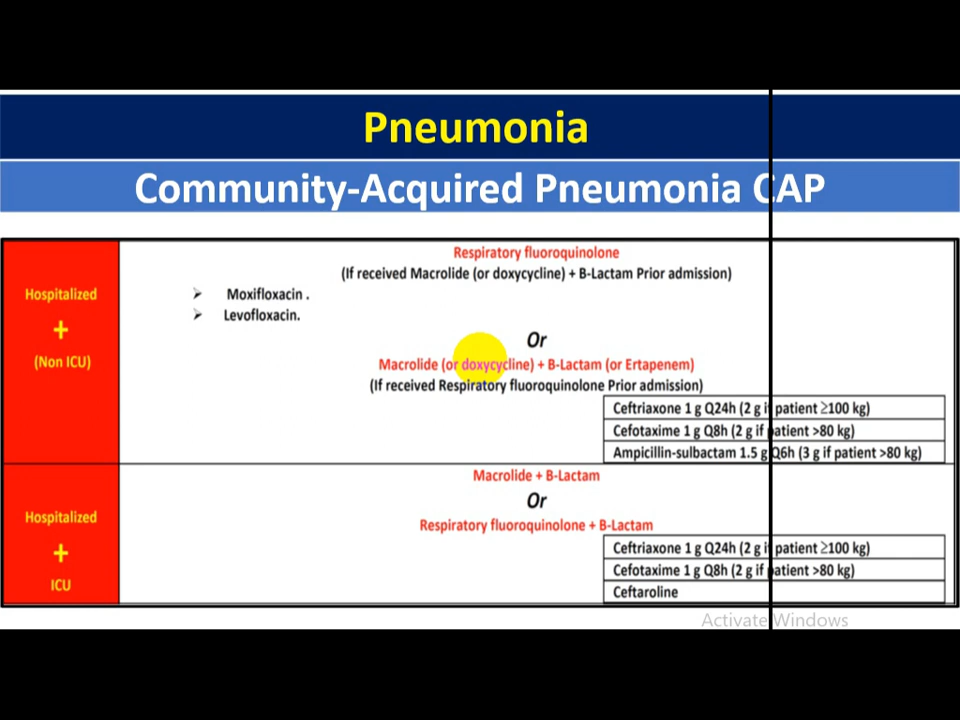 Pneumonia
Community-Acquired Pneumonia CAP
Hospitalized
+
(Non ICU)
Respiratory fluoroquinolone
(If received Macrolide (or doxycycline) + B-Lactam Prior admission)
➢ Moxifloxacin .
➢ Levofloxacin.
Or
Macrolide (or doxycycline) + B-Lactam (or Ertapenem)
(If received Respiratory fluoroquinolone Prior admission)
Ceftriaxone 1 g Q24h (2 g if patient ≥100 kg)
Cefotaxime 1 g Q8h (2 g if patient >80 kg)
Ampicillin-sulbactam 1.5 g Q6h (3 g if patient >80 kg)
Hospitalized
+
ICU
Macrolide + B-Lactam
Or
Respiratory fluoroquinolone + B-Lactam
Ceftriaxone 1 g Q24h (2 g if patient ≥100 kg)
Cefotaxime 1 g Q8h (2 g if patient >80 kg)
Ceftaroline
Activate Windows